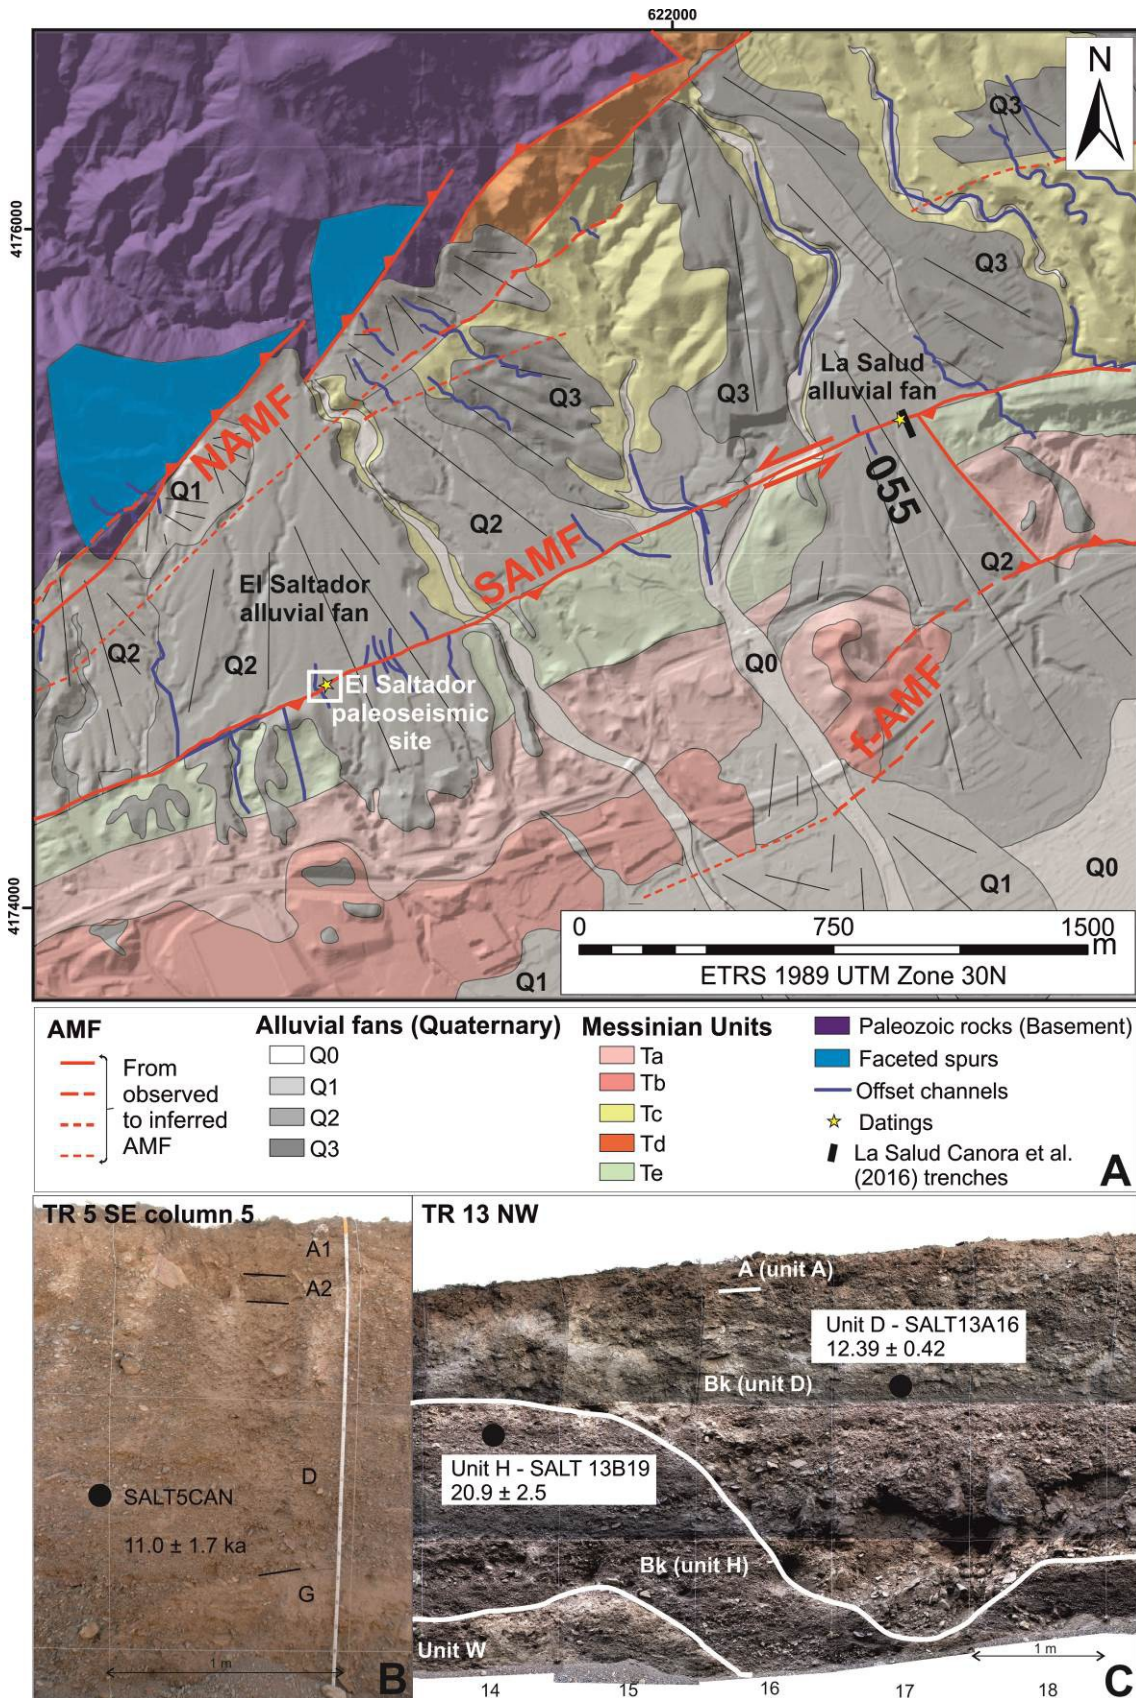 622000
N
4176000
4174000
Q3
Q3
La Salud
alluvial fan
Q3
Q3
NAMF
Q1
055
Q2
SAMF
Q2
El Saltador
alluvial fan
Q2
Q2
Q0
El Saltador
paleoseismic
site
f-AMF
Q0
Q1
Q1
0 750 1500
m
ETRS 1989 UTM Zone 30N
AMF
From
observed
to inferred
AMF
Alluvial fans (Quaternary)
Q0
Q1
Q2
Q3
Messinian Units
Ta
Tb
Tc
Td
Te
Paleozoic rocks (Basement)
Faceted spurs
Offset channels
Datings
La Salud Canora et al.
(2016) trenches
A
TR 5 SE column 5
A1
A2
D
SALT5CAN
11.0 ± 1.7 ka
G
1 m
B
TR 13 NW
A (unit A)
Unit D - SALT13A16
12.39 ± 0.42
Bk (unit D)
Unit H - SALT 13B19
20.9 ± 2.5
Bk (unit H)
Unit W
1 m
14 15 16 17 18
C